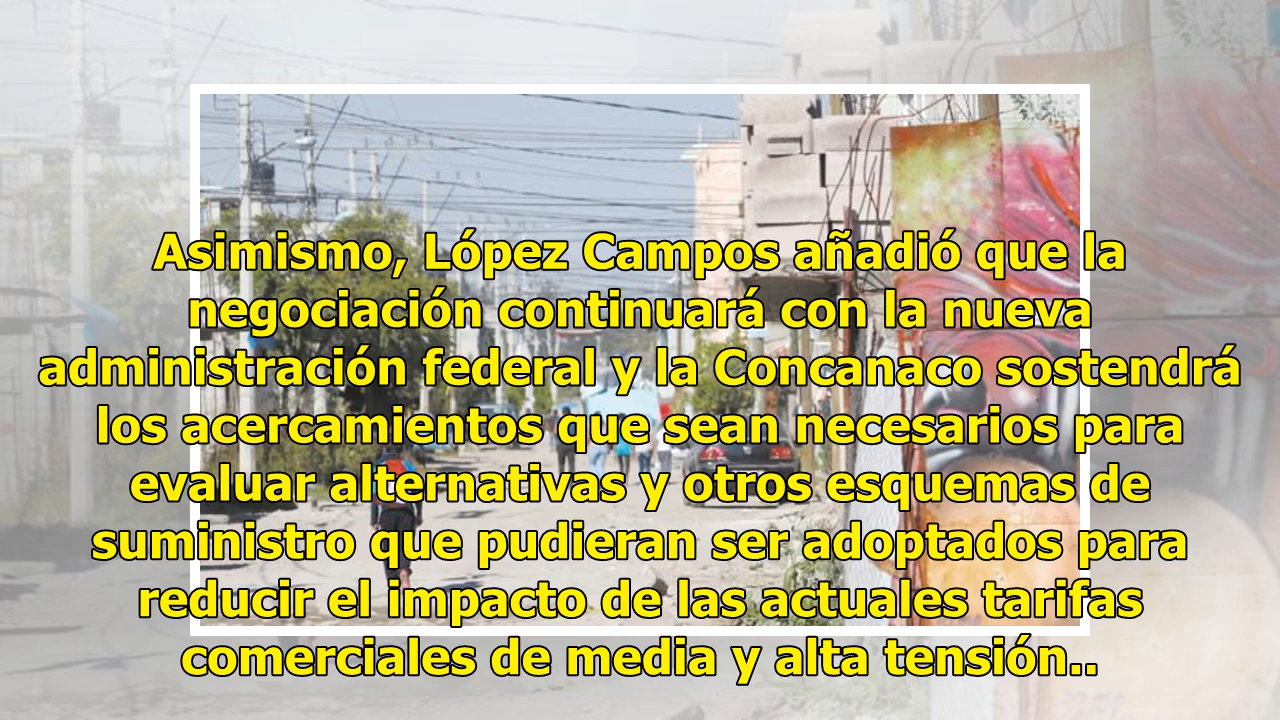 Asimismo, López Campos añadió que la
negociación continuará con la nueva
administración federal y la Concanaco sostendrá
los acercamientos que sean necesarios para
evaluar alternativas y otros esquemas de
suministro que pudieran ser adoptados para
reducir el impacto de las actuales tarifas
comerciales de media y alta tensión..